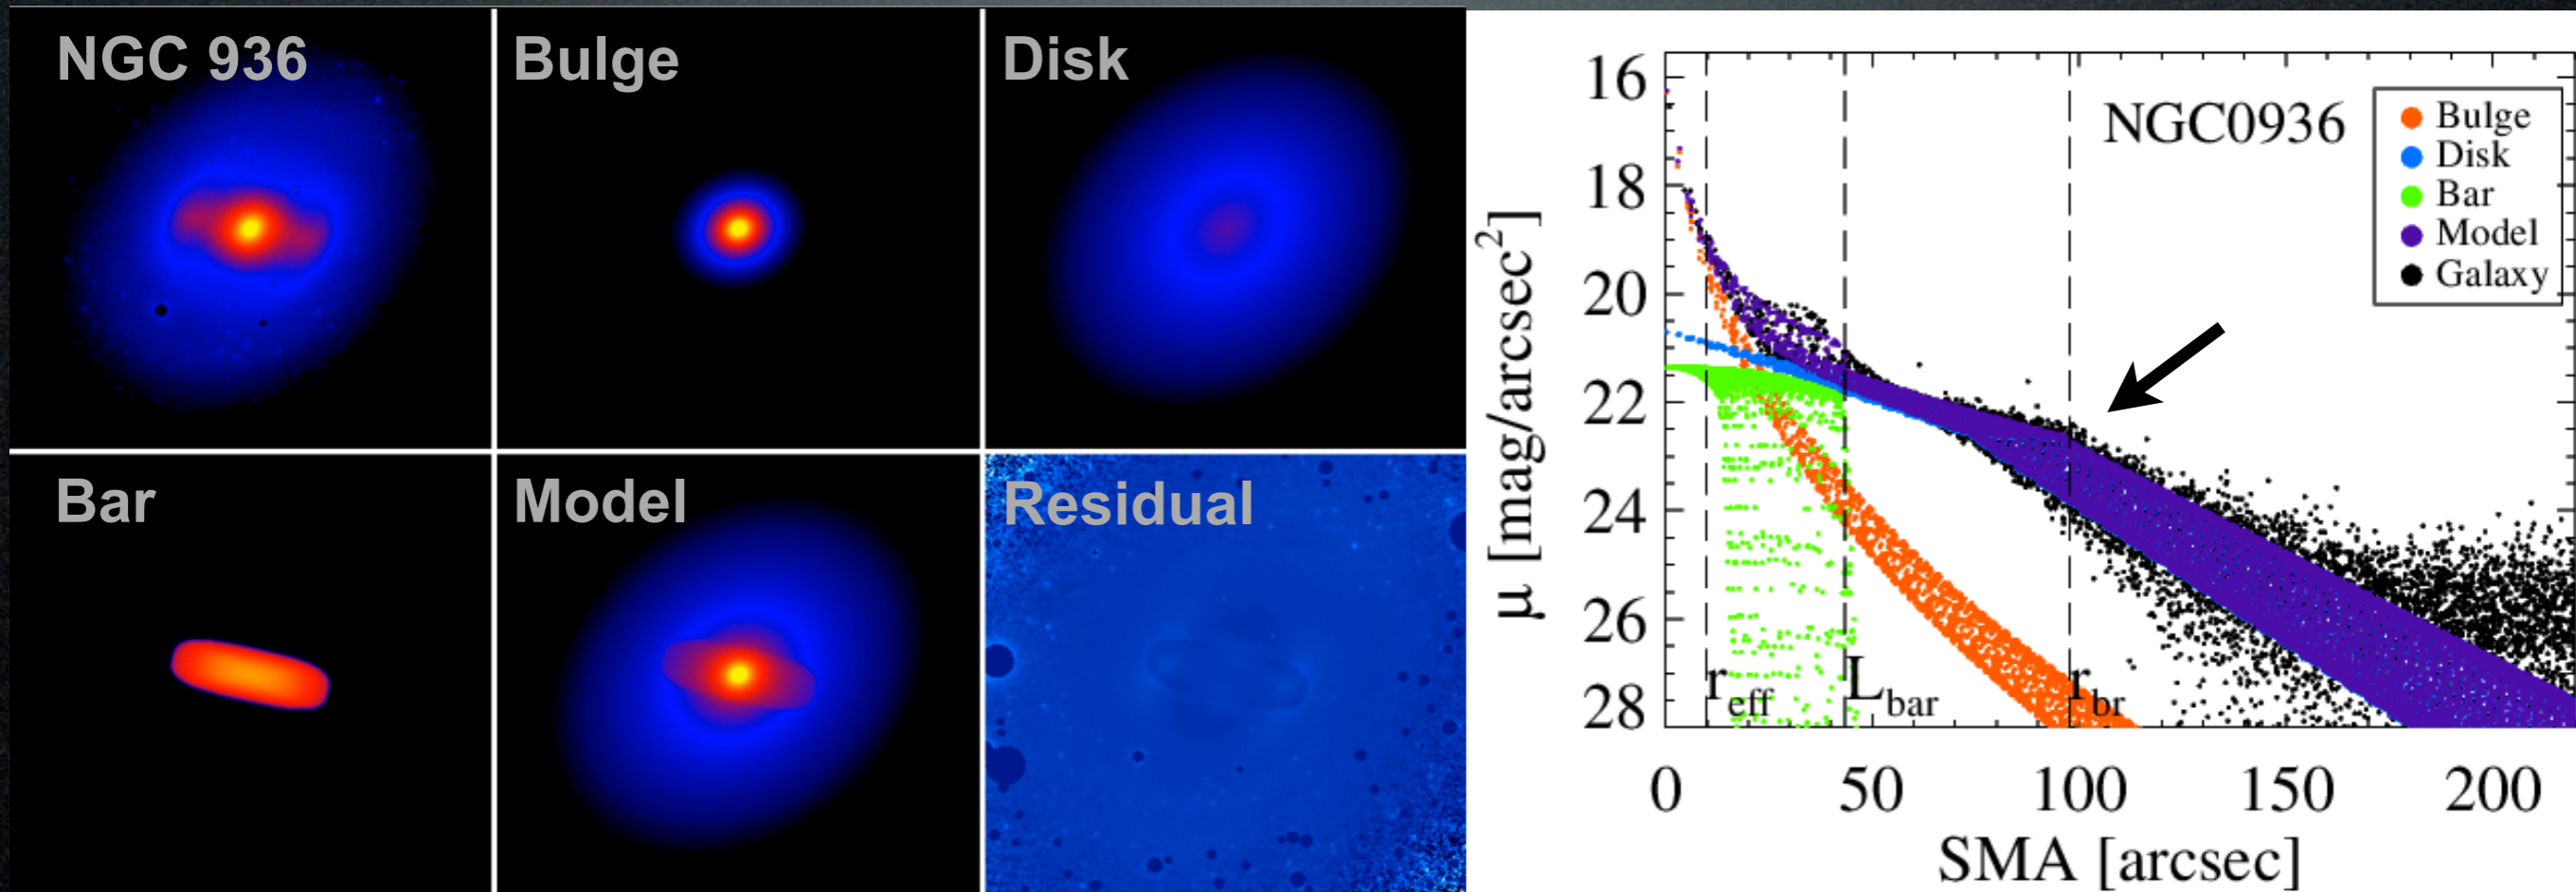 NGC 936
Bulge
Disk
Bar
Model
Residual
NGC0936
Bulge
Disk
Bar
Model
Galaxy
μ [mag/arcsec²]
16
18
20
22
24
26
28
r_eff
L_bar
r_br
0 50 100 150 200
SMA [arcsec]